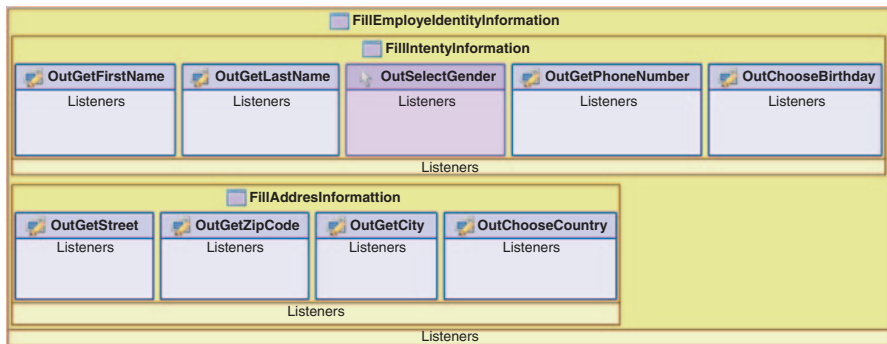 FillEmployeIdentityInformation
FillIntentyInformation
OutGetFirstName OutGetLastName OutSelectGender OutGetPhoneNumber OutChooseBirthday
Listeners Listeners Listeners Listeners Listeners
Listeners
FillAddresInformattion
OutGetStreet OutGetZipCode OutGetCity OutChooseCountry
Listeners Listeners Listeners Listeners
Listeners
Listeners